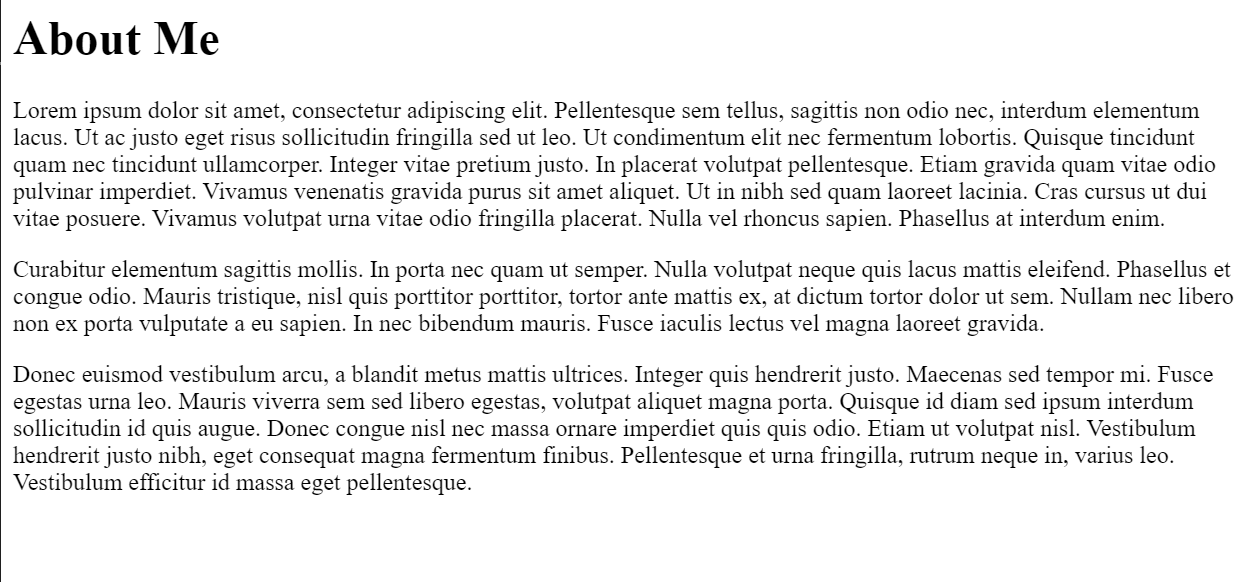 About Me
Lorem ipsum dolor sit amet, consectetur adipiscing elit. Pellentesque sem tellus, sagittis non odio nec, interdum elementum
lacus. Ut ac justo eget risus sollicitudin fringilla sed ut leo. Ut condimentum elit nec fermentum lobortis. Quisque tincidunt
quam nec tincidunt ullamcorper. Integer vitae pretium justo. In placerat volutpat pellentesque. Etiam gravida quam vitae odio
pulvinar imperdiet. Vivamus venenatis gravida purus sit amet aliquet. Ut in nibh sed quam laoreet lacinia. Cras cursus ut dui
vitae posuere. Vivamus volutpat urna vitae odio fringilla placerat. Nulla vel rhoncus sapien. Phasellus at interdum enim.
Curabitur elementum sagittis mollis. In porta nec quam ut semper. Nulla volutpat neque quis lacus mattis eleifend. Phasellus et
congue odio. Mauris tristique, nisl quis porttitor porttitor, tortor ante mattis ex, at dictum tortor dolor ut sem. Nullam nec libero
non ex porta vulputate a eu sapien. In nec bibendum mauris. Fusce iaculis lectus vel magna laoreet gravida.
Donec euismod vestibulum arcu, a blandit metus mattis ultrices. Integer quis hendrerit justo. Maecenas sed tempor mi. Fusce
egestas urna leo. Mauris viverra sem sed libero egestas, volutpat aliquet magna porta. Quisque id diam sed ipsum interdum
sollicitudin id quis augue. Donec congue nisl nec massa ornare imperdiet quis quis odio. Etiam ut volutpat nisl. Vestibulum
hendrerit justo nibh, eget consequat magna fermentum finibus. Pellentesque et urna fringilla, rutrum neque in, varius leo.
Vestibulum efficitur id massa eget pellentesque.